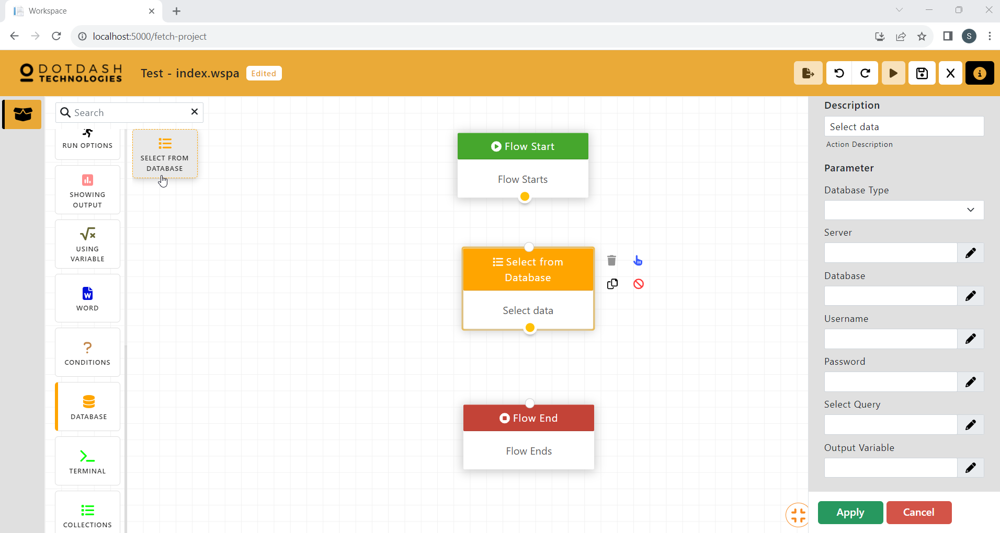 Workspace
localhost:5000/fetch-project
S
DOTDASH
TECHNOLOGIES
Test - index.wspa
Edited
Search
RUN OPTIONS
SHOWING
OUTPUT
USING
VARIABLE
W
WORD
CONDITIONS
DATABASE
TERMINAL
COLLECTIONS
SELECT FROM
DATABASE
Flow Start
Flow Starts
Select from
Database
Select data
Flow End
Flow Ends
Description
Select data
Action Description
Parameter
Database Type
Server
Database
Username
Password
Select Query
Output Variable
Apply
Cancel